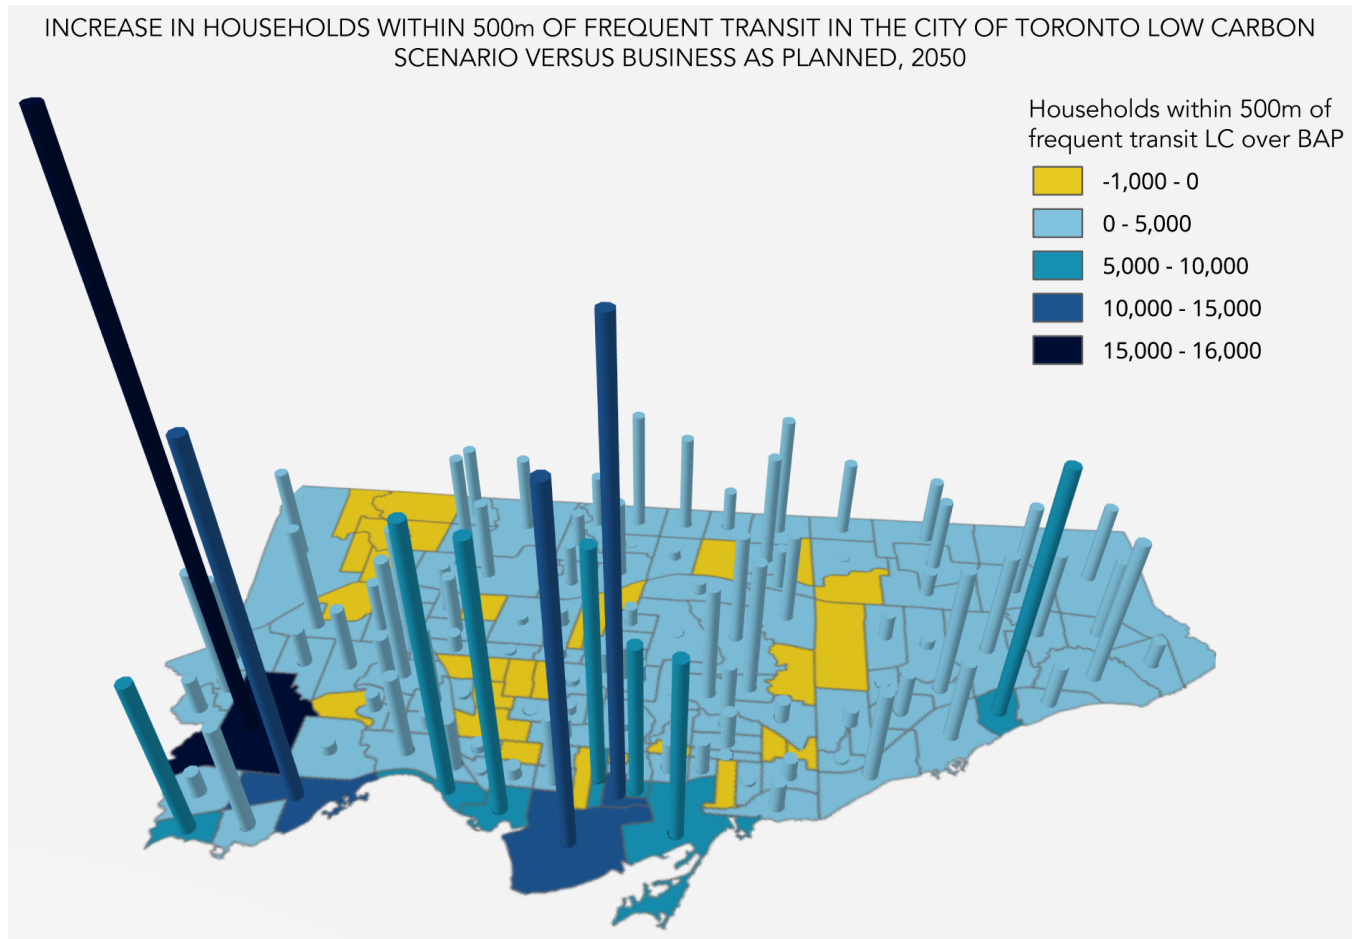 INCREASE IN HOUSEHOLDS WITHIN 500m OF FREQUENT TRANSIT IN THE CITY OF TORONTO LOW CARBON
SCENARIO VERSUS BUSINESS AS PLANNED, 2050
Households within 500m of
frequent transit LC over BAP
-1,000 - 0
0 - 5,000
5,000 - 10,000
10,000 - 15,000
15,000 - 16,000